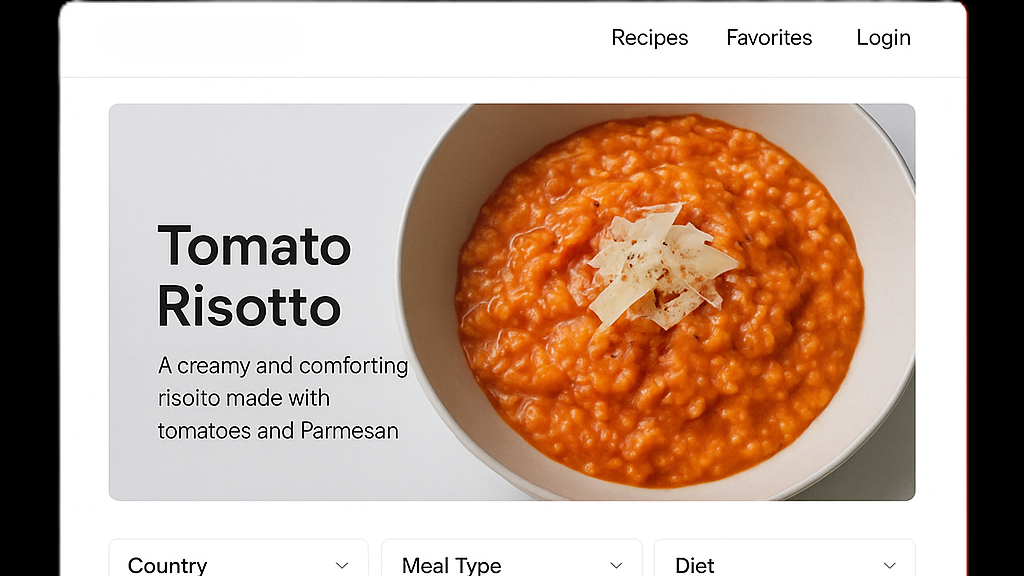 Recipes Favorites Login
Tomato
Risotto
A creamy and comforting
risoito made with
tomatoes and Parmesan
Country Meal Type Diet